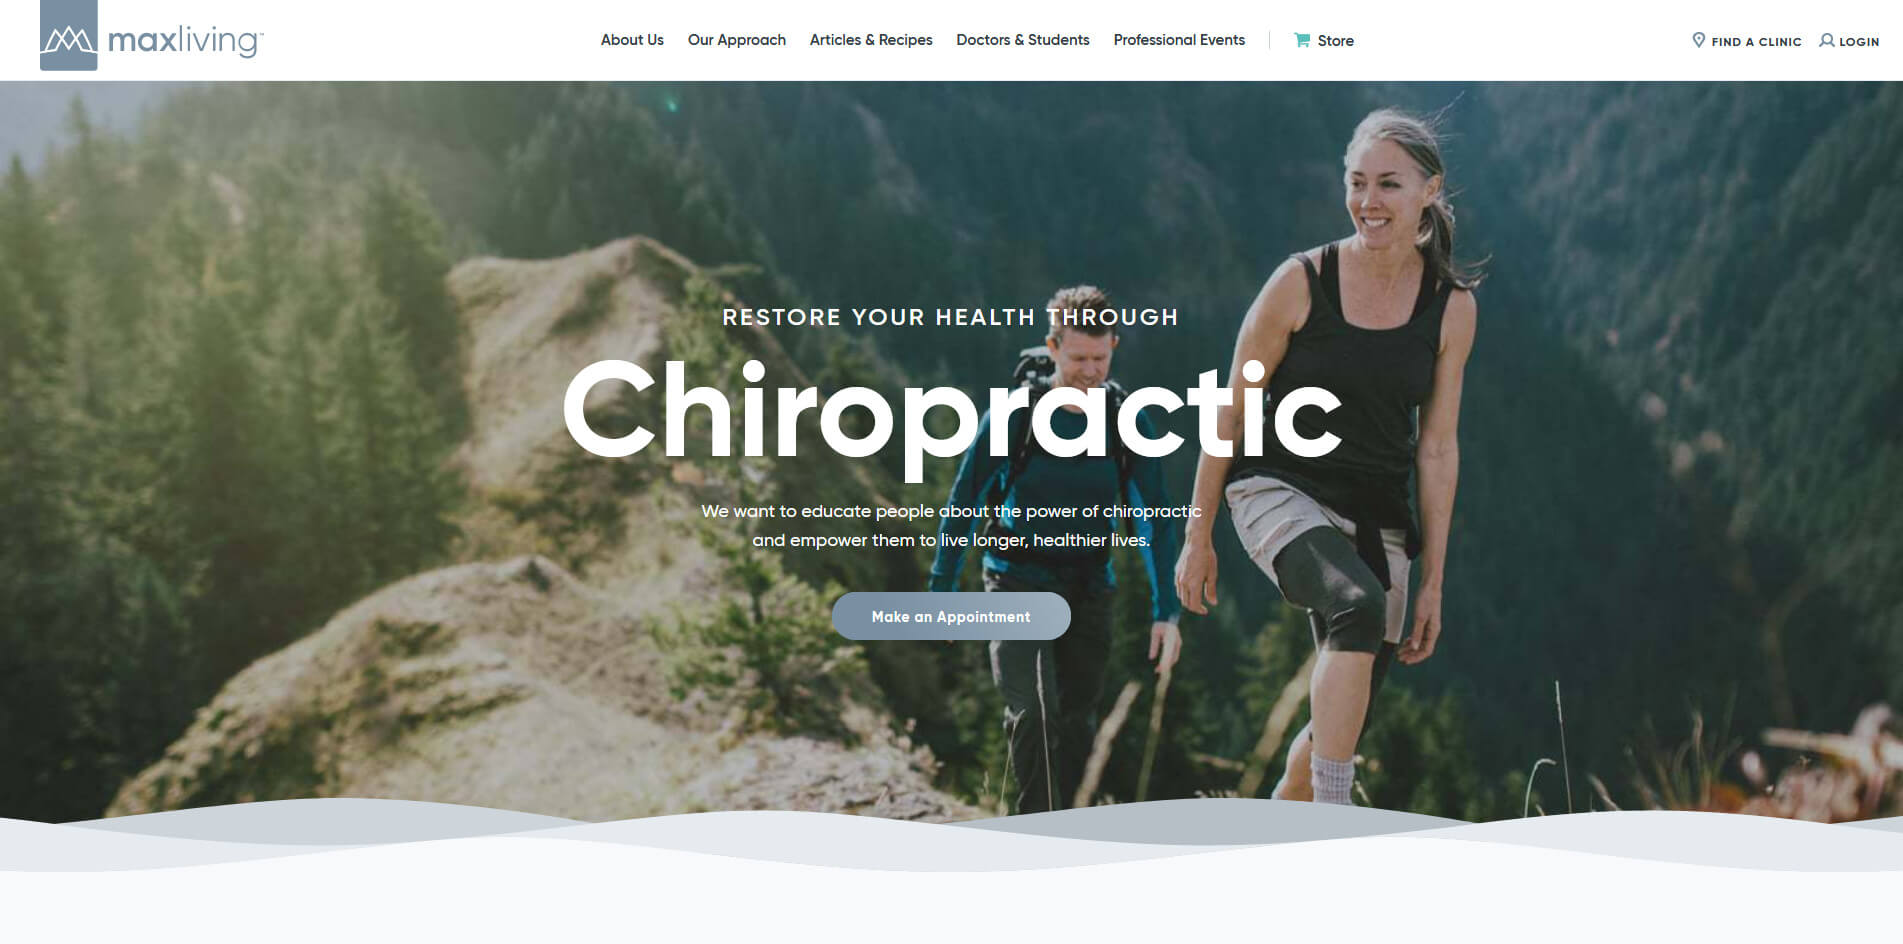 maxliving™
About Us
Our Approach
Articles & Recipes
Doctors & Students
Professional Events
Store
FIND A CLINIC
LOGIN
RESTORE YOUR HEALTH THROUGH
Chiropractic
We want to educate people about the power of chiropractic
and empower them to live longer, healthier lives.
Make an Appointment